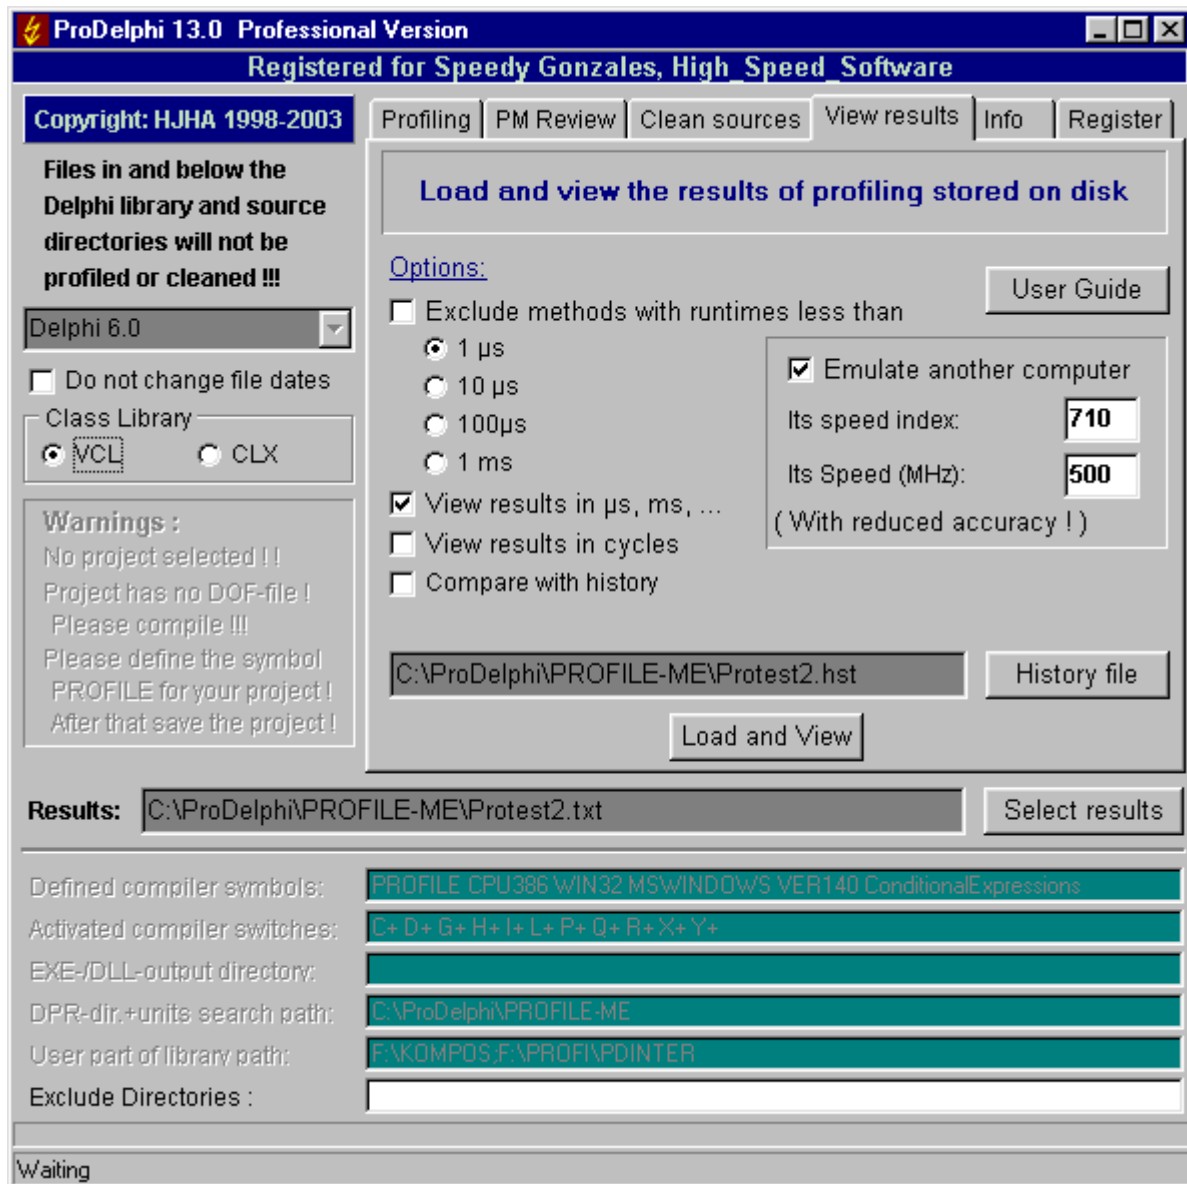 ProDelphi 13.0 Professional Version
Registered for Speedy Gonzales, High_Speed_Software
Copyright: HJHA 1998-2003
Files in and below the
Delphi library and source
directories will not be
profiled or cleaned !!!
Delphi 6.0
Do not change file dates
Class Library
VCL CLX
Warnings :
No project selected ! !
Project has no DOF-file !
Please compile !!!
Please define the symbol
PROFILE for your project !
After that save the project !
Profiling PM Review Clean sources View results Info Register
Load and view the results of profiling stored on disk
Options:
User Guide
Exclude methods with runtimes less than
1 µs
10 µs
100µs
1 ms
Emulate another computer
Its speed index: 710
Its Speed (MHz): 500
( With reduced accuracy ! )
View results in µs, ms, ...
View results in cycles
Compare with history
C:\ProDelphi\PROFILE-ME\Protest2.hst History file
Load and View
Results: C:\ProDelphi\PROFILE-ME\Protest2.txt Select results
Defined compiler symbols: PROFILE CPU386 WIN32 MSWINDOWS VER140 ConditionalExpressions
Activated compiler switches: C+ D+ G+ H+ I+ L+ P+ Q+ R+ X+ Y+
EXE-/DLL-output directory:
DPR-dir.+units search path: C:\ProDelphi\PROFILE-ME
User part of library path: F:\KOMPOS;F:\PROFI\PDINTER
Exclude Directories :
Waiting